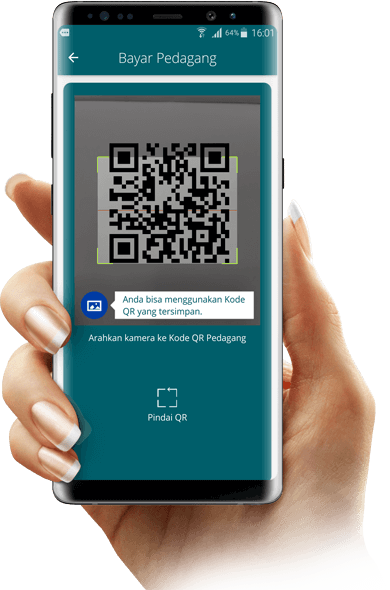 64% 16:01
Bayar Pedagang
Anda bisa menggunakan Kode
QR yang tersimpan.
Arahkan kamera ke Kode QR Pedagang
Pindai QR